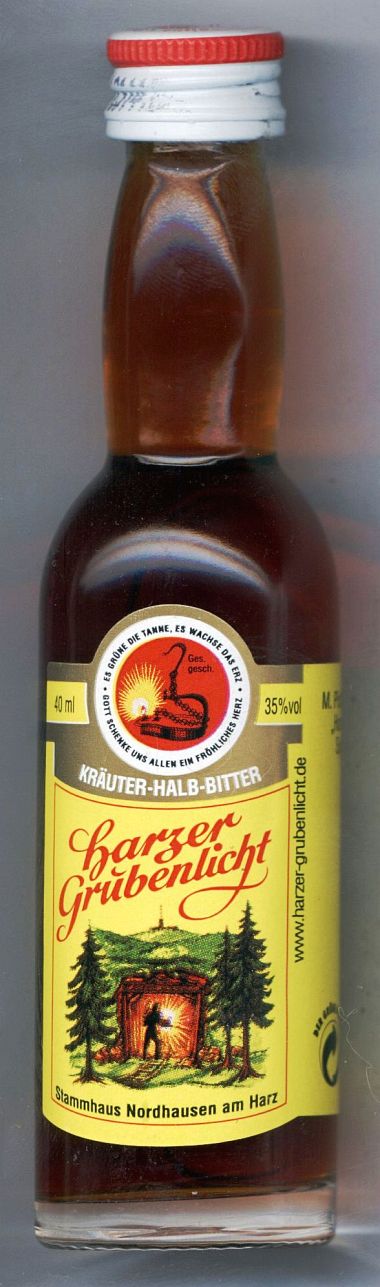 ES GRÜNE DIE TANNE, ES WACHSE DAS ERZ •
GOTT SCHENKE UNS ALLEN EIN FRÖHLICHES HERZ •
Ges.
gesch.
40 ml
35%vol
KRÄUTER-HALB-BITTER
harzer
Grubenlicht
Stammhaus Nordhausen am Harz
www.harzer-grubenlicht.de
M.
DER